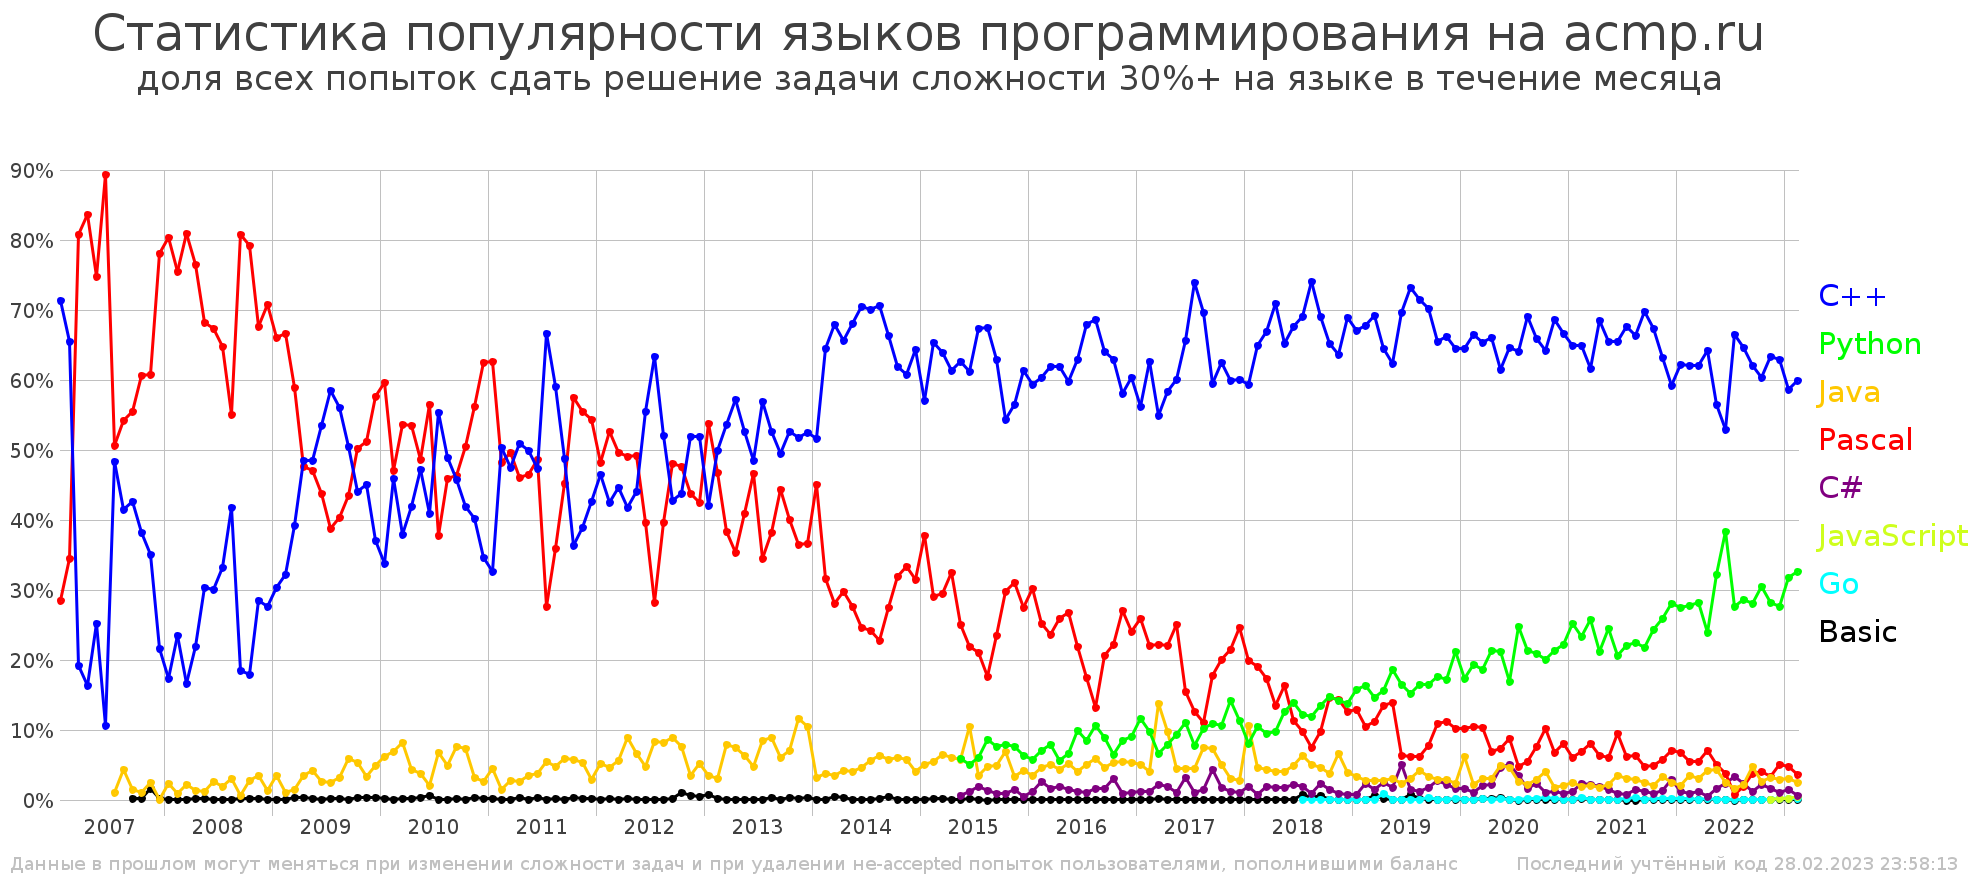 Статистика популярности языков программирования на acmp.ru
доля всех попыток сдать решение задачи сложности 30%+ на языке в течение месяца
90%
80%
70%
60%
50%
40%
30%
20%
10%
0%
2007 2008 2009 2010 2011 2012 2013 2014 2015 2016 2017 2018 2019 2020 2021 2022
C++
Python
Java
Pascal
C#
JavaScript
Go
Basic
Данные в прошлом могут меняться при изменении сложности задач и при удалении не-accepted попыток пользователями, пополнившими баланс
Последний учтённый код 28.02.2023 23:58:13